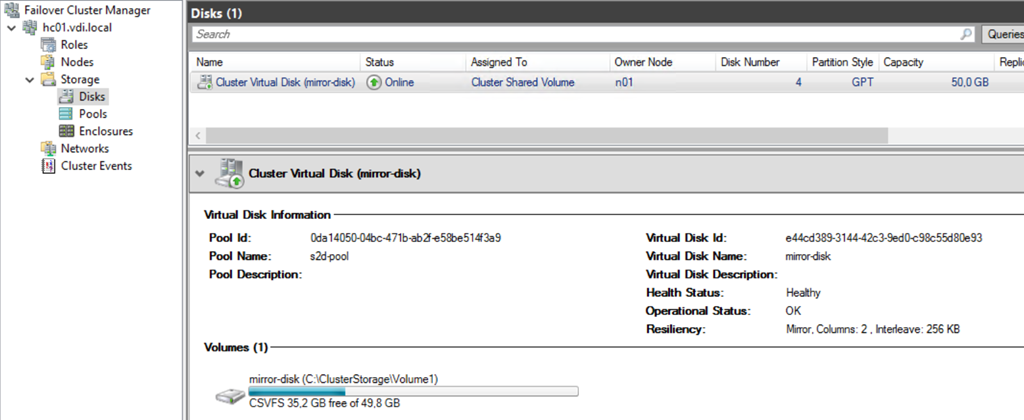 Failover Cluster Manager
hc01.vdi.local
Roles
Nodes
Storage
Disks
Pools
Enclosures
Networks
Cluster Events
Disks (1)
Search
Queries
Name Status Assigned To Owner Node Disk Number Partition Style Capacity Replic
Cluster Virtual Disk (mirror-disk) Online Cluster Shared Volume n01 4 GPT 50,0 GB
Cluster Virtual Disk (mirror-disk)
Virtual Disk Information
Pool Id: 0da14050-04bc-471b-ab2f-e58be514f3a9
Pool Name: s2d-pool
Pool Description:
Virtual Disk Id: e44cd389-3144-42c3-9ed0-c98c55d80e93
Virtual Disk Name: mirror-disk
Virtual Disk Description:
Health Status: Healthy
Operational Status: OK
Resiliency: Mirror, Columns: 2 , Interleave: 256 KB
Volumes (1)
mirror-disk (C:\ClusterStorage\Volume1)
CSVFS 35,2 GB free of 49,8 GB